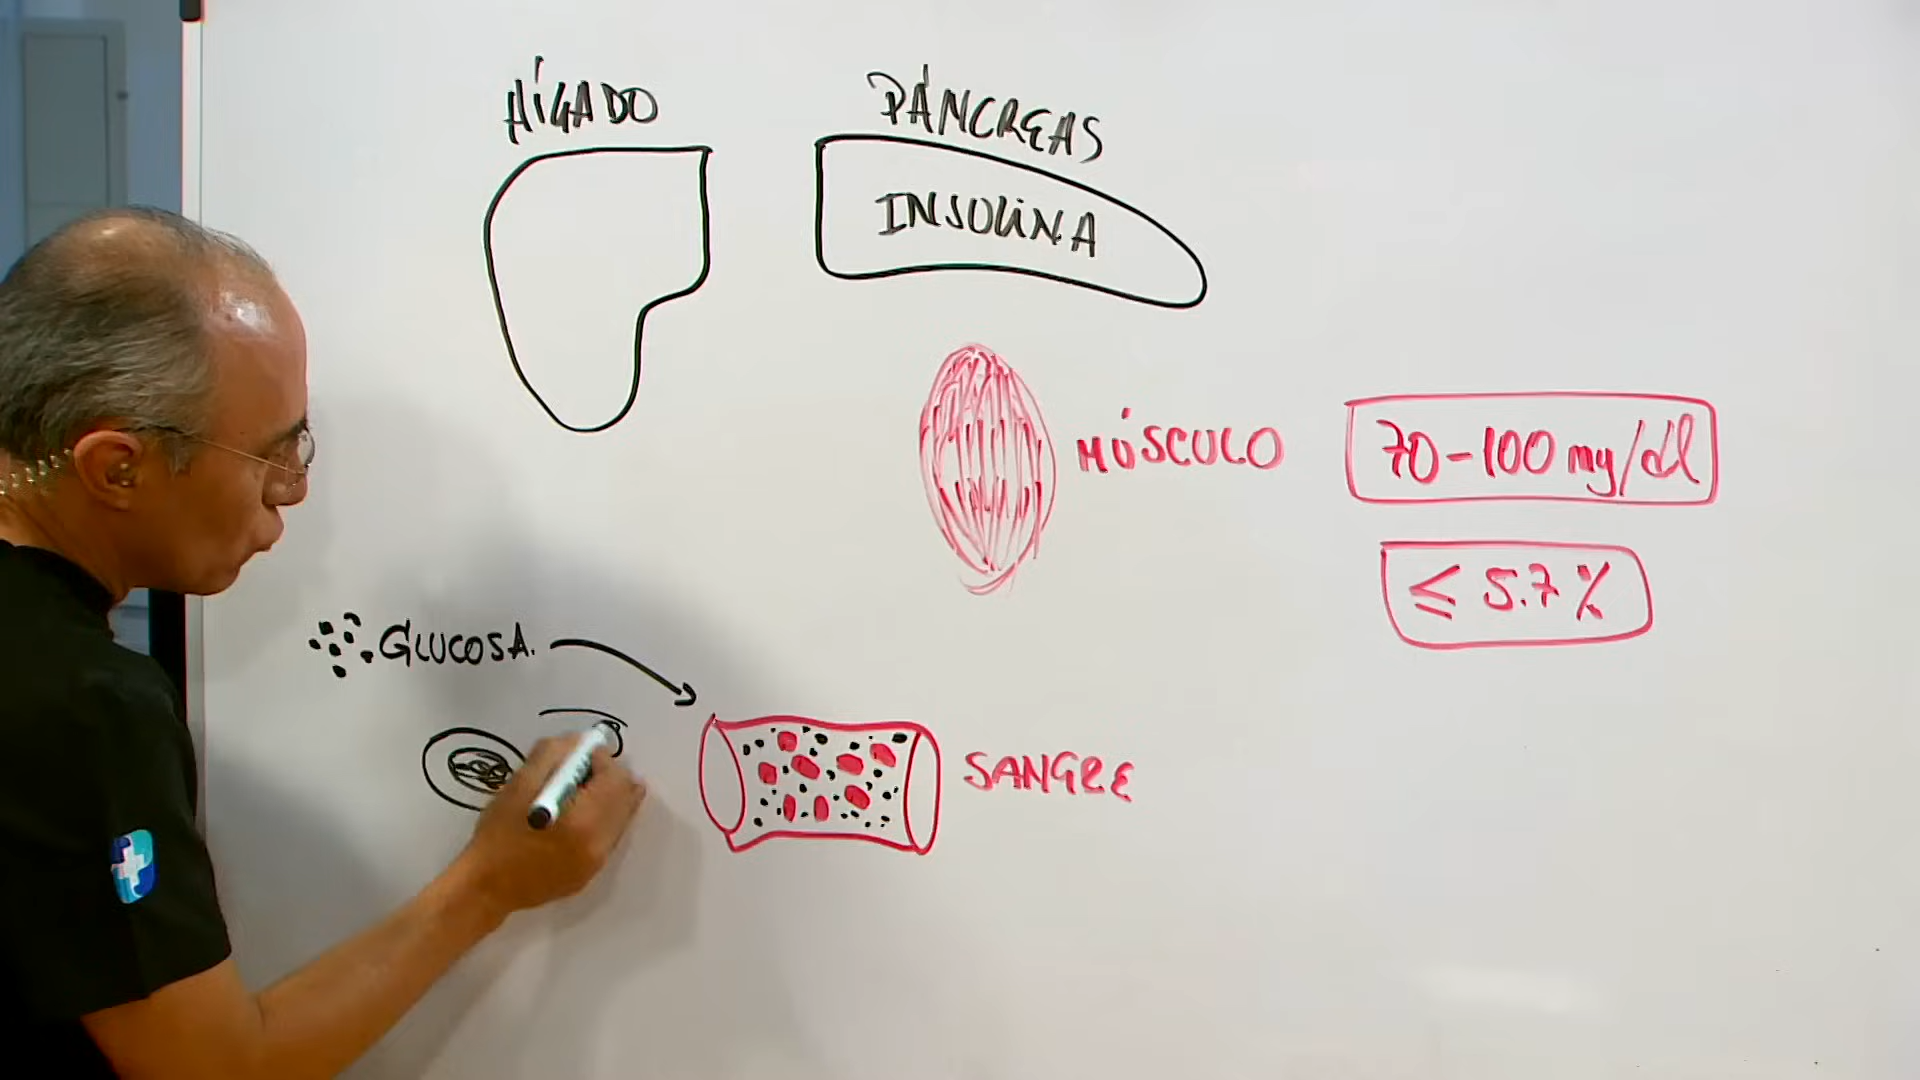 HÍGADO
PÁNCREAS
INSULINA
MÚSCULO
70-100 mg/dl
≤ 5.7 %
GLUCOSA.
SANGRE